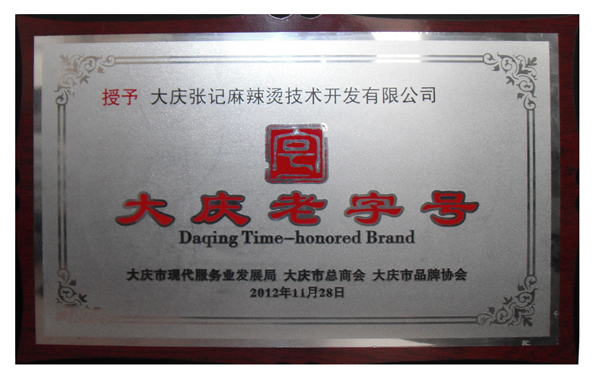 授予 大庆张记麻辣烫技术开发有限公司
大庆老字号
Daqing Time-honored Brand
大庆市现代服务业发展局 大庆市总商会 大庆市品牌协会
2012年11月28日